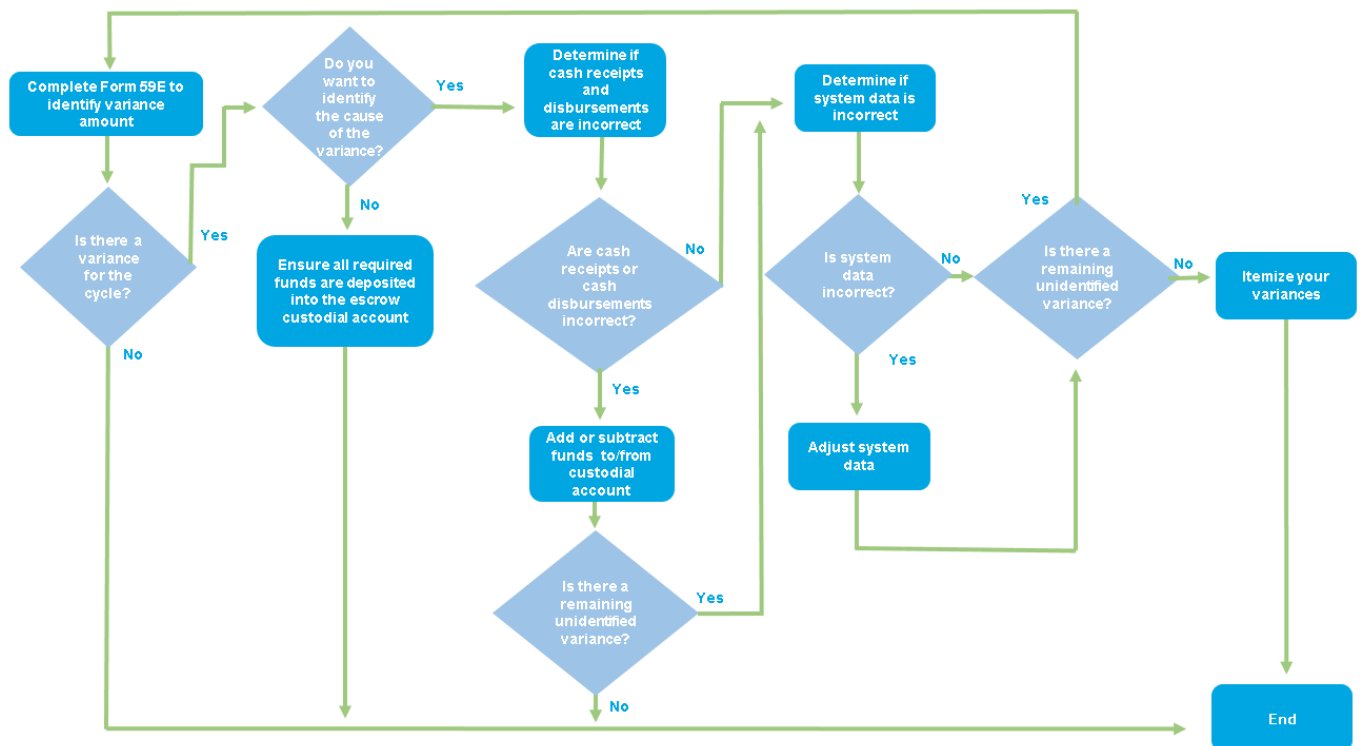 Complete Form 59E to
identify variance
amount
Is there a
variance
for the
cycle?
Yes
No
Do you
want to
identify
the cause
of the
variance?
Yes
No
Ensure all required
funds are deposited
into the escrow
custodial account
Determine if
cash receipts
and
disbursements
are incorrect
Are cash
receipts or
cash
disbursements
incorrect?
No
Yes
Add or subtract
funds to/from
custodial
account
Is there a
remaining
unidentified
variance?
Yes
No
Determine if
system data is
incorrect
Is system
data
incorrect?
No
Yes
Adjust system
data
Yes
Is there a
remaining
unidentified
variance?
No
Itemize your
variances
End